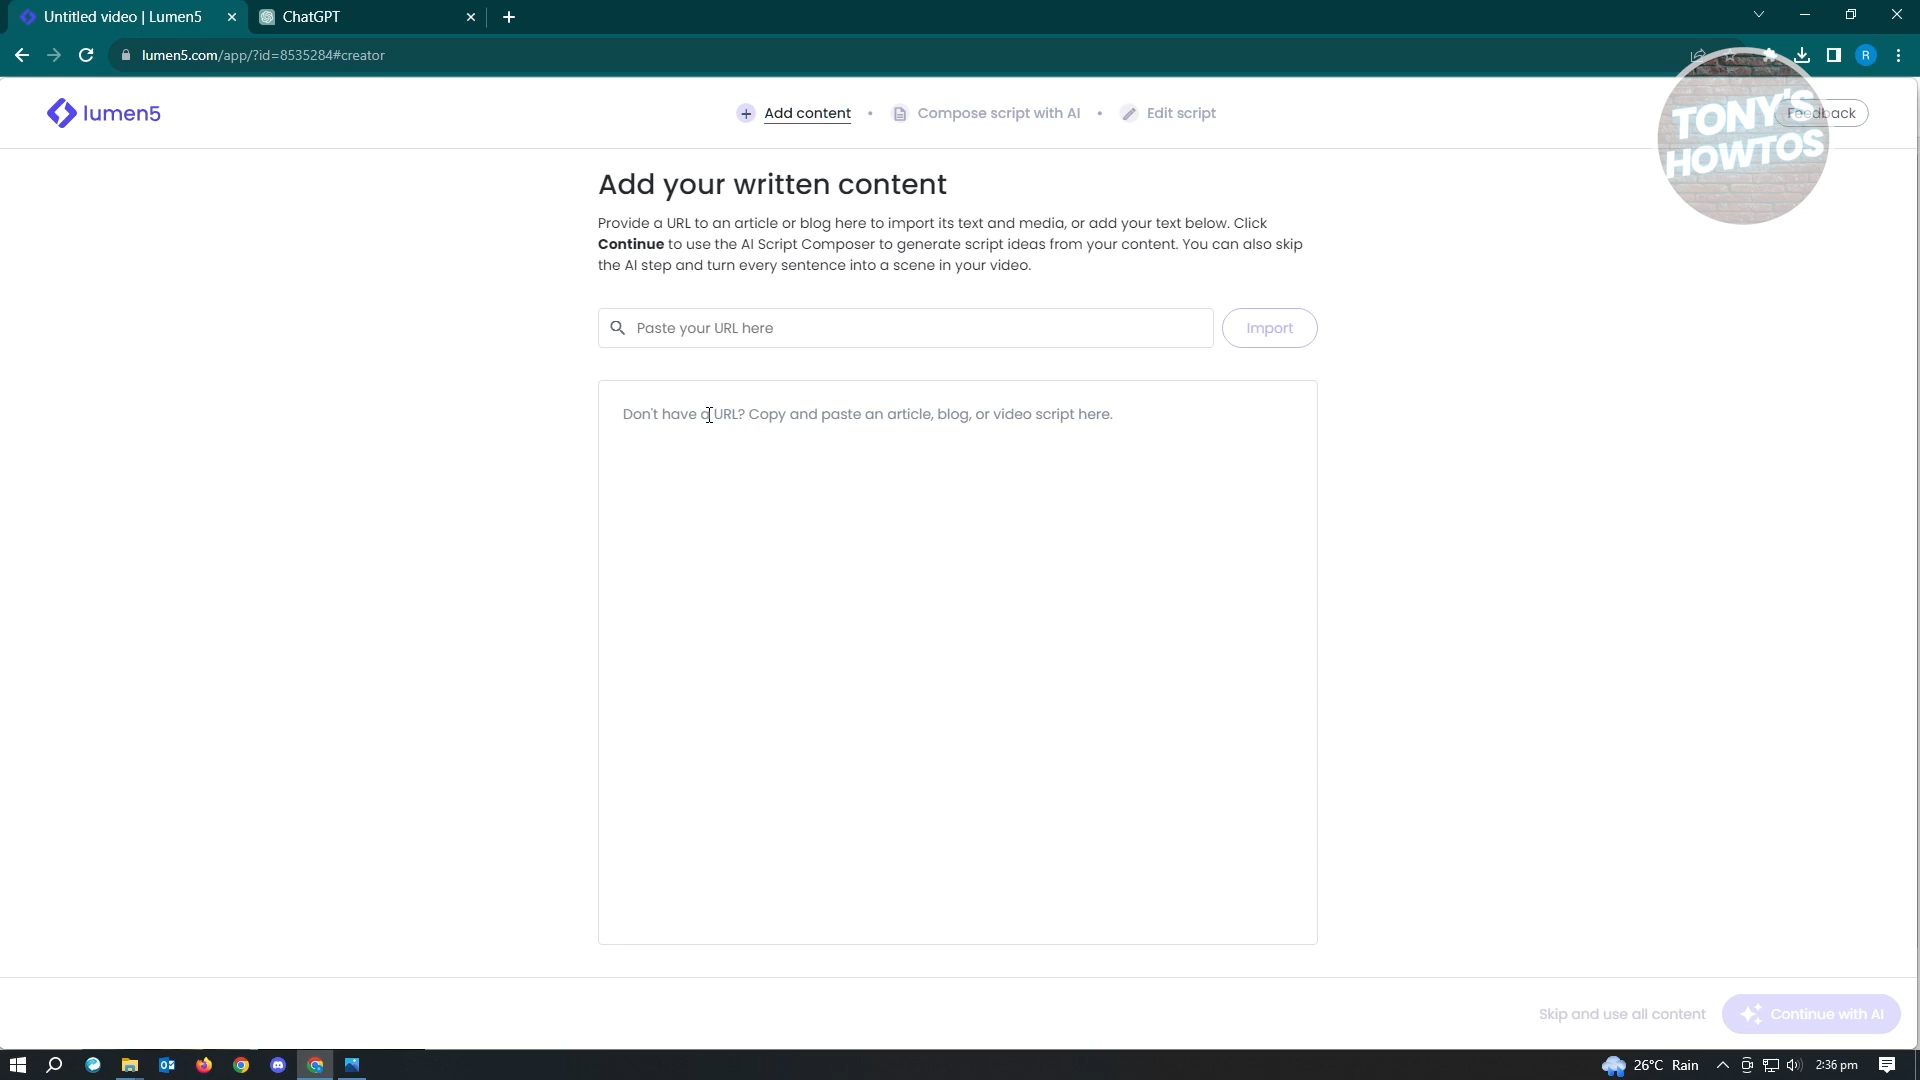 Untitled video | Lumen5
ChatGPT
lumen5.com/app/?id=8535284#creator
R
lumen5
Add content • Compose script with AI • Edit script
Feedback
TONY'S
HOWTOS
Add your written content
Provide a URL to an article or blog here to import its text and media, or add your text below. Click
Continue to use the AI Script Composer to generate script ideas from your content. You can also skip
the AI step and turn every sentence into a scene in your video.
Paste your URL here
Import
Don't have a URL? Copy and paste an article, blog, or video script here.
Skip and use all content
Continue with AI
26°C Rain
2:36 pm